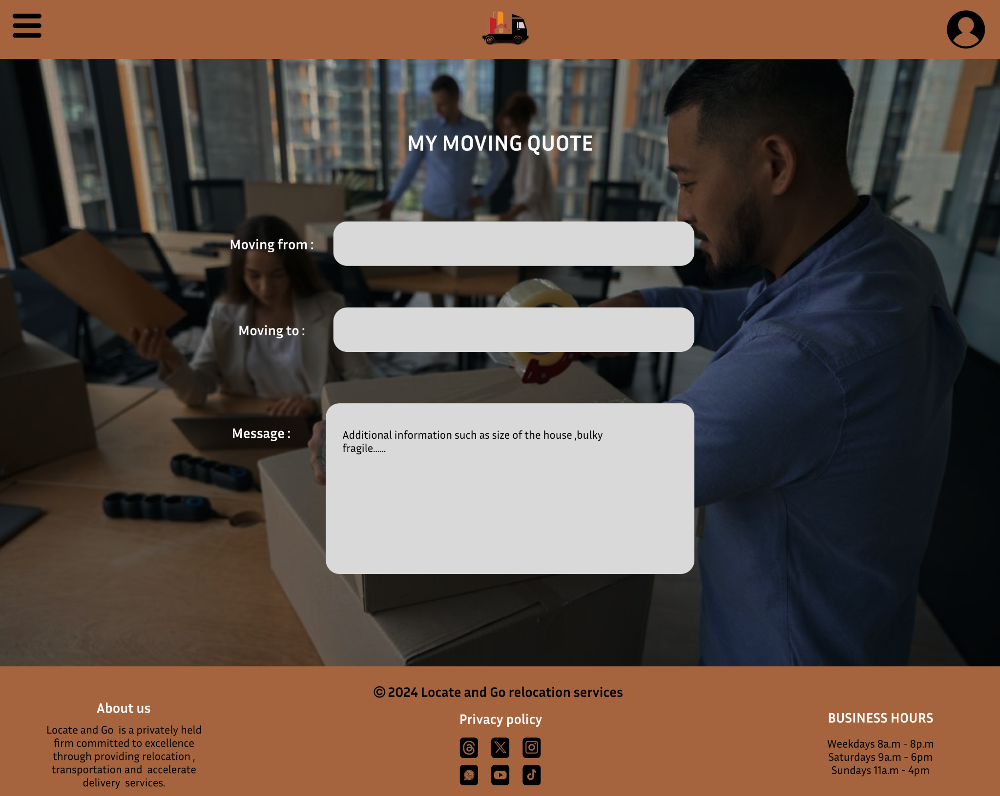 MY MOVING QUOTE
Moving from :
Moving to :
Message :
Additional information such as size of the house ,bulky
fragile......
© 2024 Locate and Go relocation services
About us
Locate and Go  is a privately held
firm committed to excellence
through providing relocation ,
transportation and  accelerate
delivery  services.
Privacy policy
BUSINESS HOURS
Weekdays 8a.m - 8p.m
Saturdays 9a.m - 6pm
Sundays 11a.m - 4pm